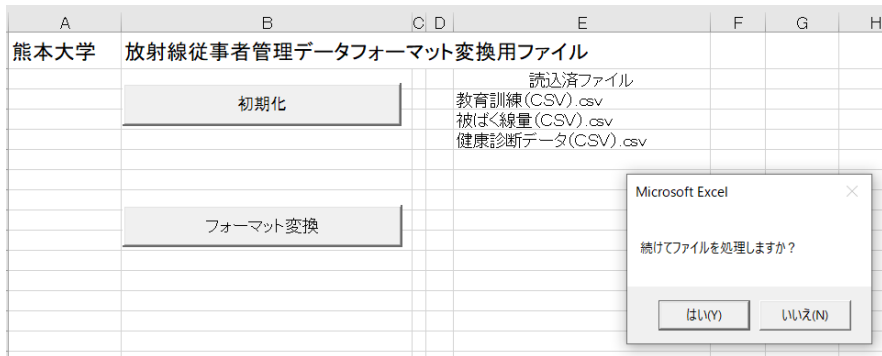 A B C D E F G H
熊本大学 放射線従事者管理データフォーマット変換用ファイル
読込済ファイル
初期化
教育訓練(CSV).csv
被ばく線量(CSV).csv
健康診断データ(CSV).csv
フォーマット変換
Microsoft Excel
続けてファイルを処理しますか？
はい(Y) いいえ(N)